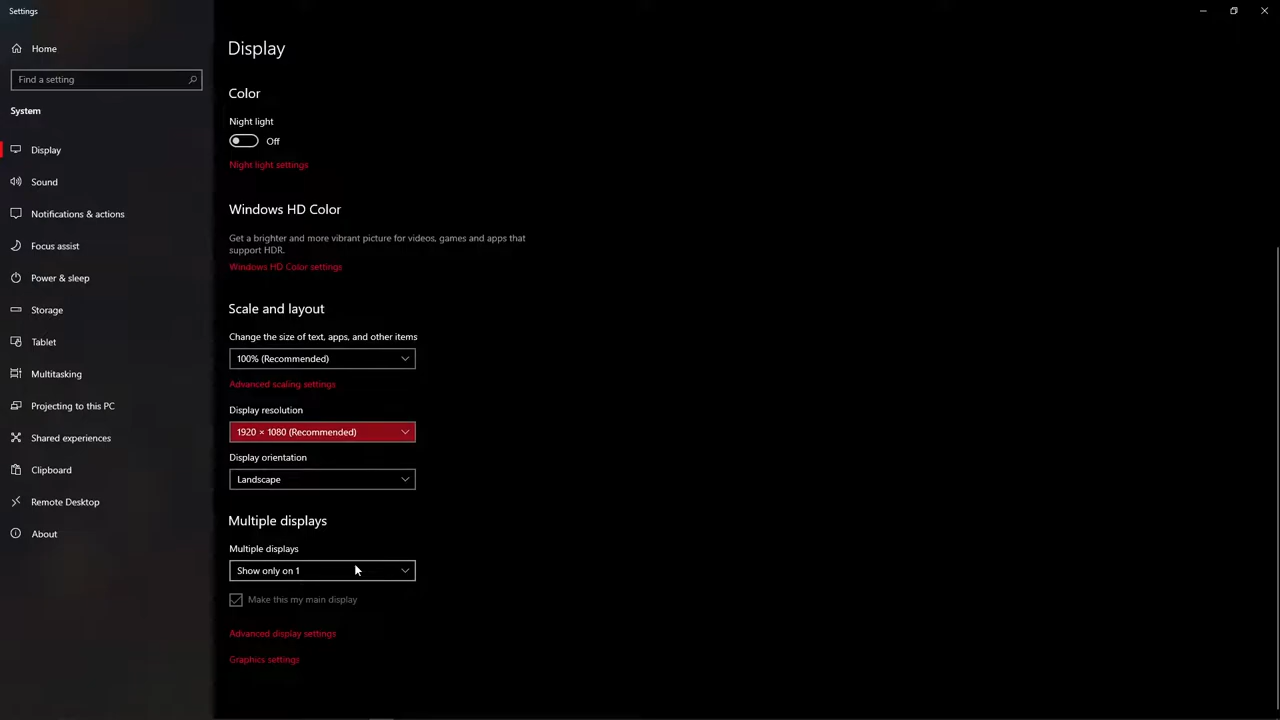 Settings
Home
Find a setting
System
Display
Sound
Notifications & actions
Focus assist
Power & sleep
Storage
Tablet
Multitasking
Projecting to this PC
Shared experiences
Clipboard
Remote Desktop
About
Display
Color
Night light
Off
Night light settings
Windows HD Color
Get a brighter and more vibrant picture for videos, games and apps that
support HDR.
Windows HD Color settings
Scale and layout
Change the size of text, apps, and other items
100% (Recommended)
Advanced scaling settings
Display resolution
1920 × 1080 (Recommended)
Display orientation
Landscape
Multiple displays
Multiple displays
Show only on 1
Make this my main display
Advanced display settings
Graphics settings